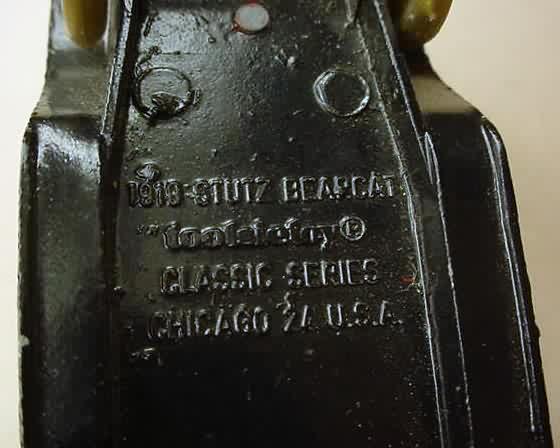 1919 STUTZ BEARCAT
"tootsietoy®
CLASSIC SERIES
CHICAGO 24 U.S.A.